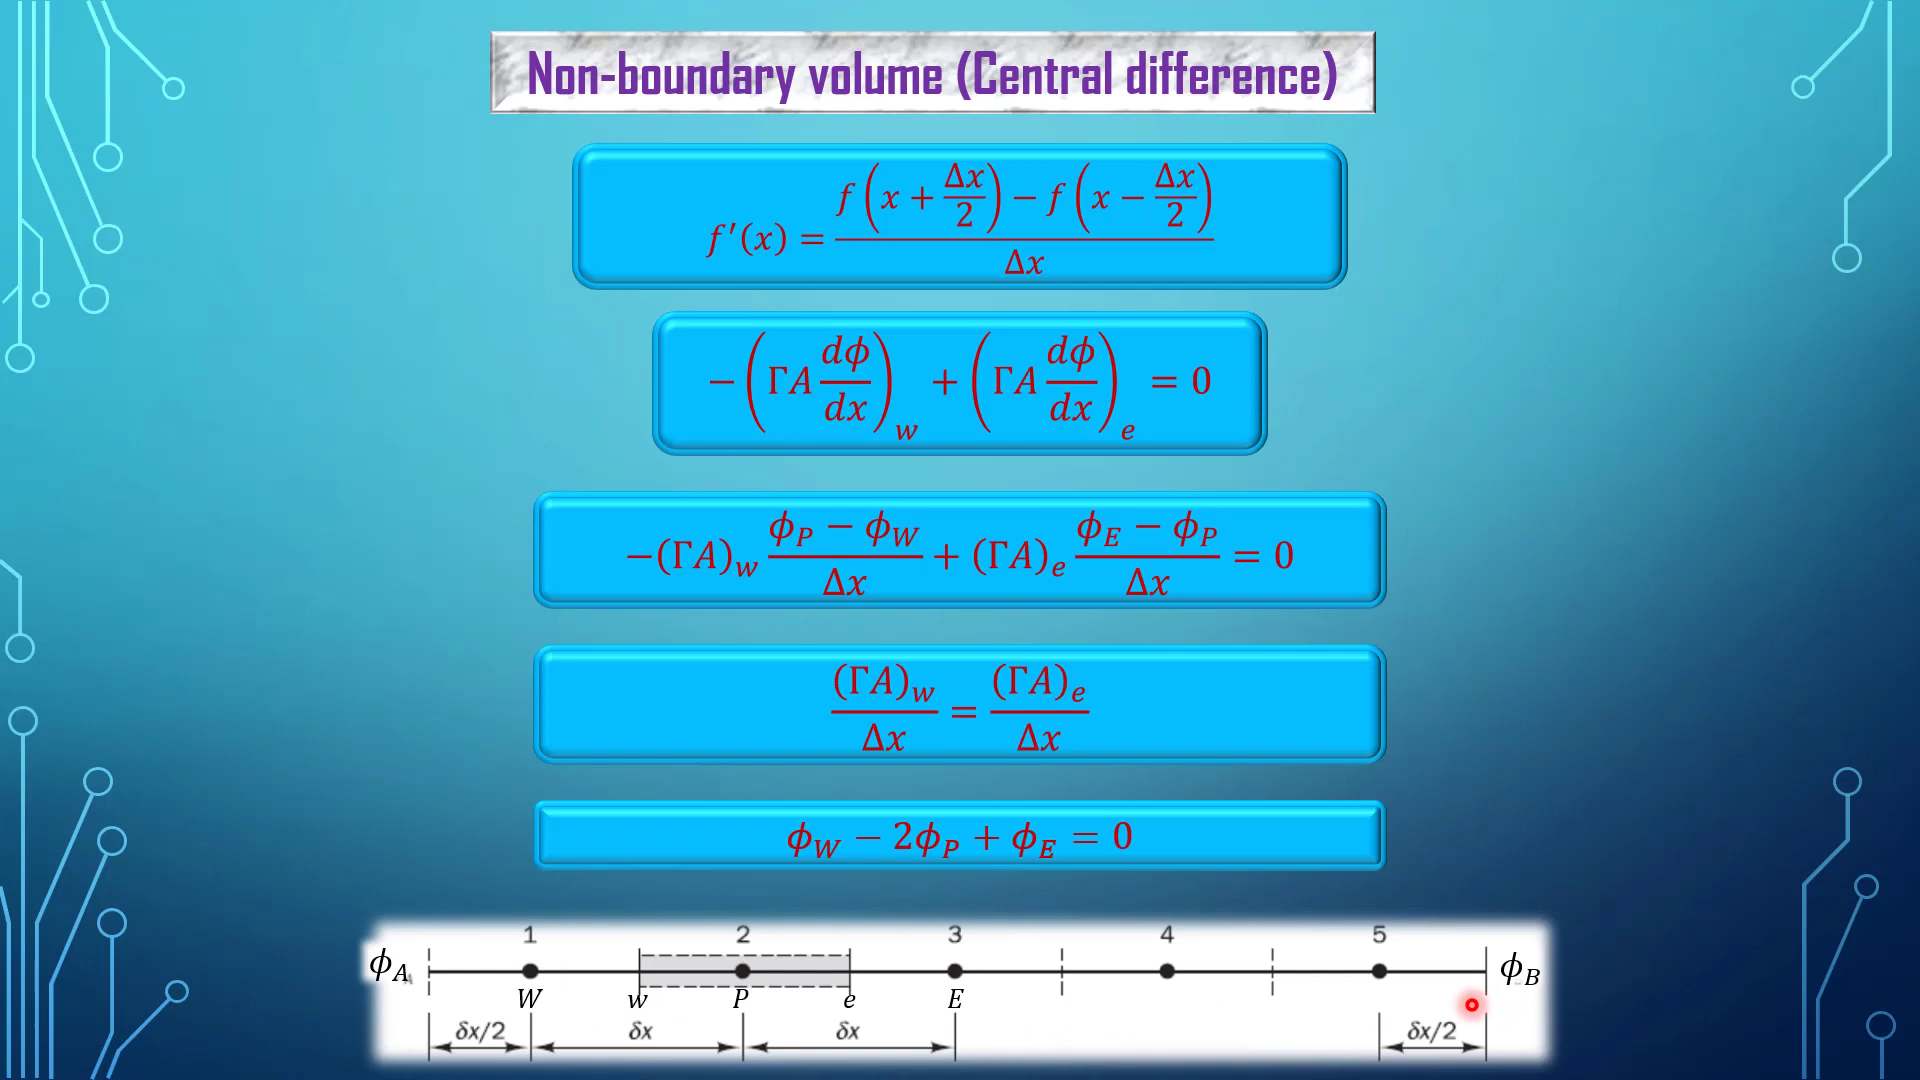 Non-boundary volume (Central difference)
f′(x) = (f(x + Δx/2) − f(x − Δx/2)) / Δx
−(ΓA dϕ/dx)_w + (ΓA dϕ/dx)_e = 0
−(ΓA)_w (ϕ_P − ϕ_W)/Δx + (ΓA)_e (ϕ_E − ϕ_P)/Δx = 0
(ΓA)_w/Δx = (ΓA)_e/Δx
ϕ_W − 2ϕ_P + ϕ_E = 0
1 2 3 4 5
ϕ_A ϕ_B
W w P e E
δx/2 δx δx δx/2